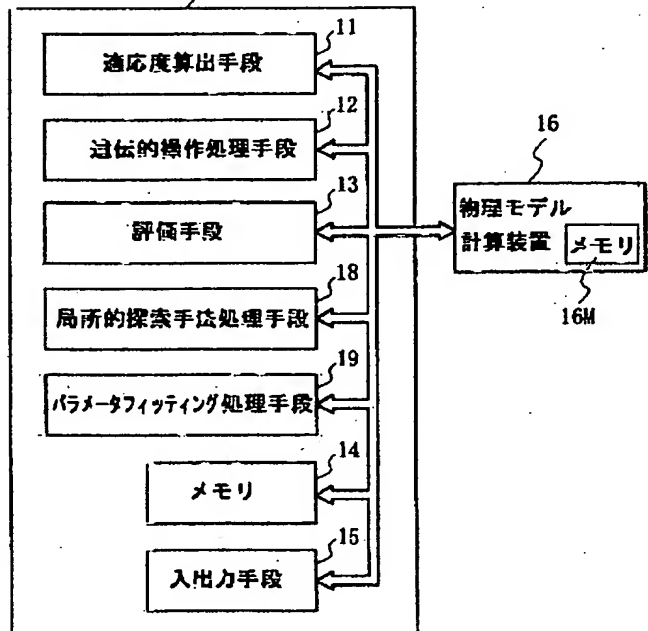 11
適応度算出手段
12
遺伝的操作処理手段
13
評価手段
18
局所的探索手法処理手段
19
パラメータフィッティング処理手段
14
メモリ
15
入出力手段
16
物理モデル
計算装置 メモリ
16M